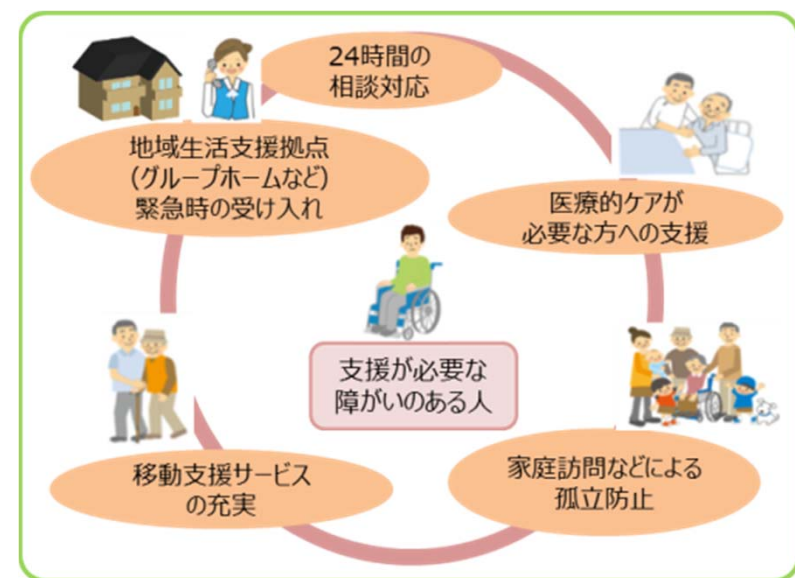 24時間の
相談対応
地域生活支援拠点
(グループホームなど)
緊急時の受け入れ
医療的ケアが
必要な方への支援
支援が必要な
障がいのある人
移動支援サービス
の充実
家庭訪問などによる
孤立防止